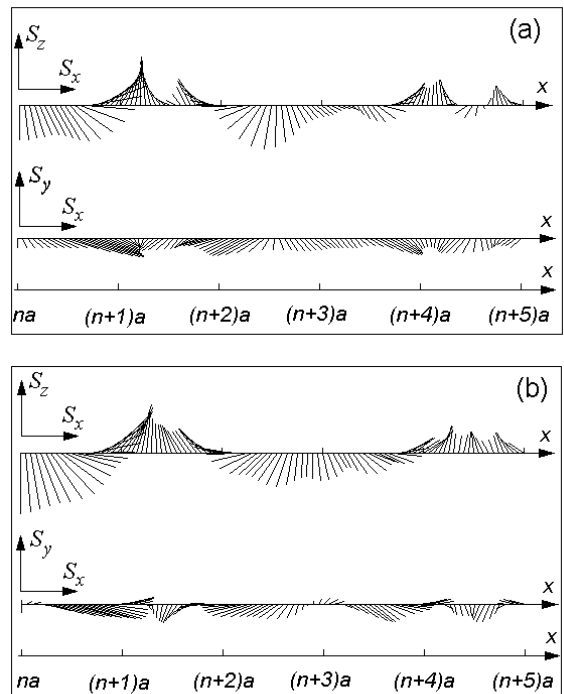 (a)
S_z
S_x
x
S_y
S_x
x
x
na (n+1)a (n+2)a (n+3)a (n+4)a (n+5)a
(b)
S_z
S_x
x
S_y
S_x
x
x
na (n+1)a (n+2)a (n+3)a (n+4)a (n+5)a